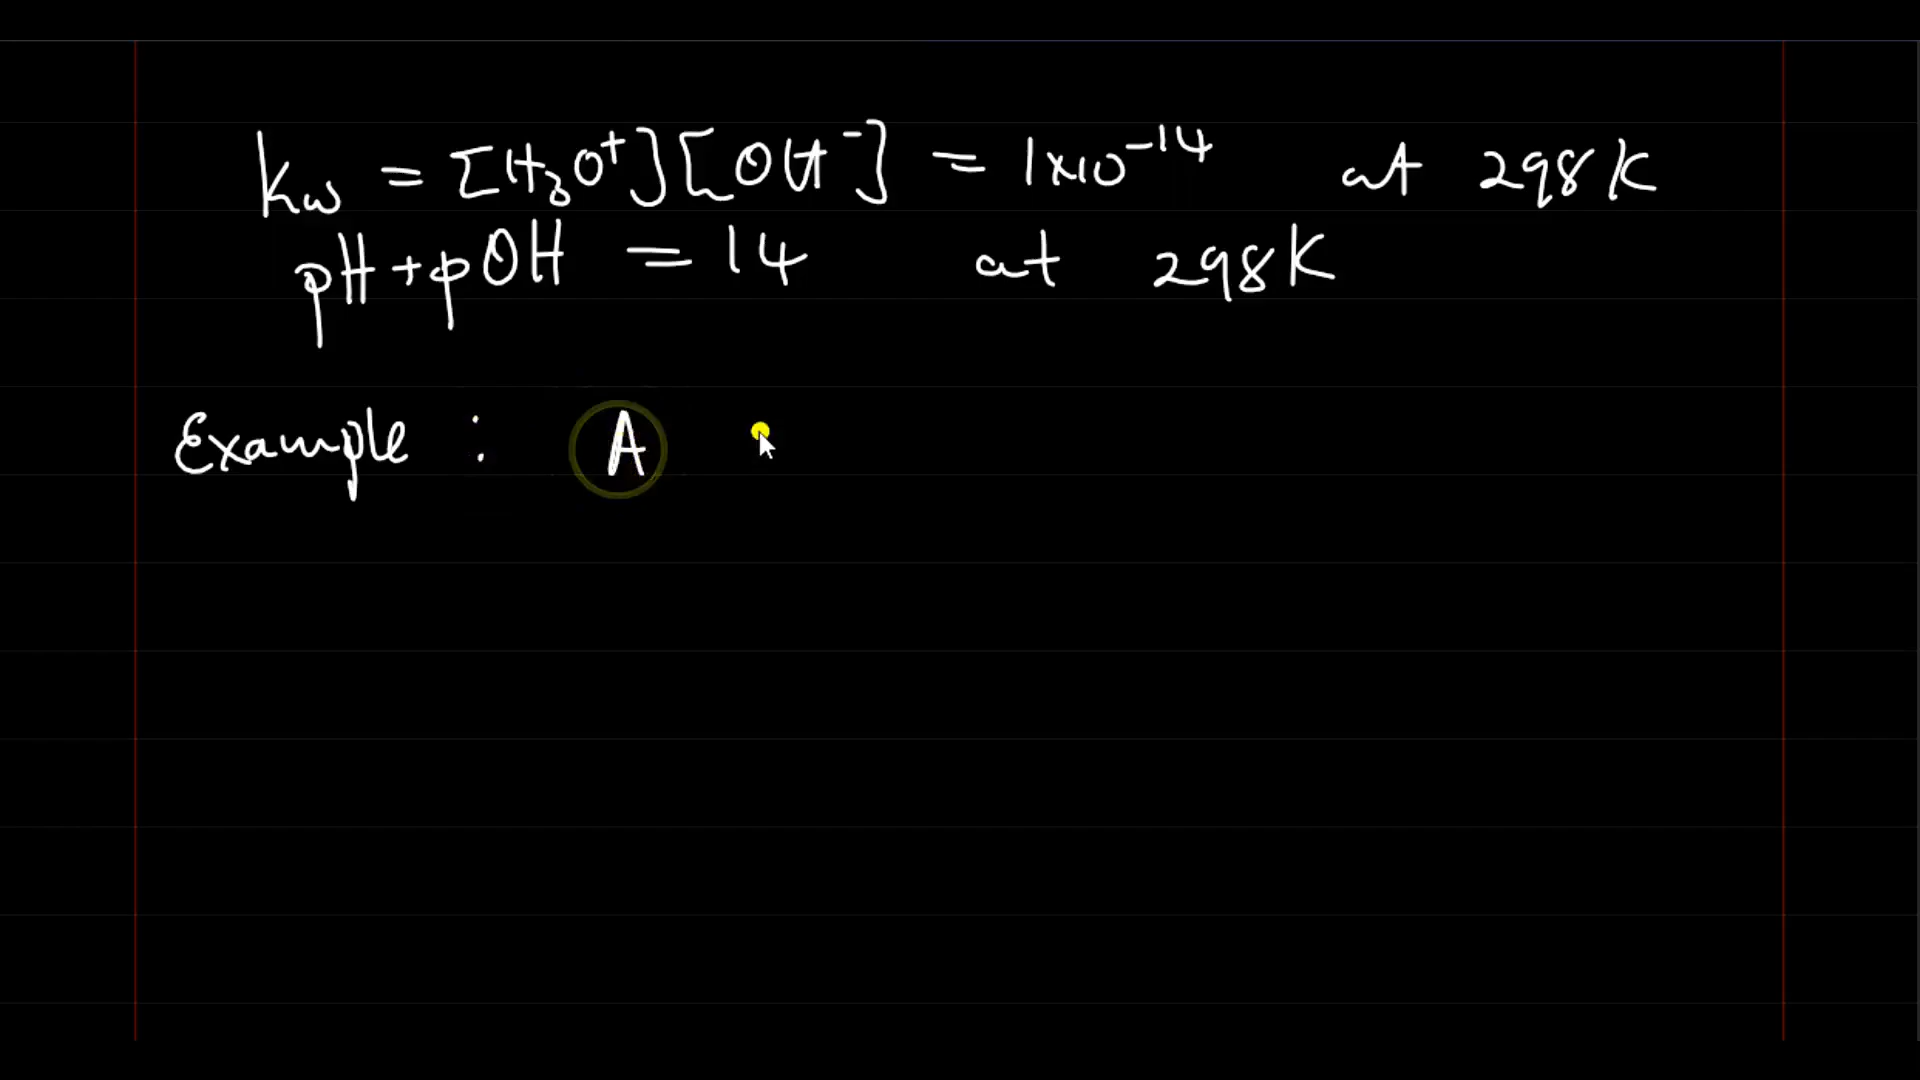 Kw = [H₃O⁺][OH⁻] = 1x10⁻¹⁴ at 298K
pH + pOH = 14 at 298K
Example : A